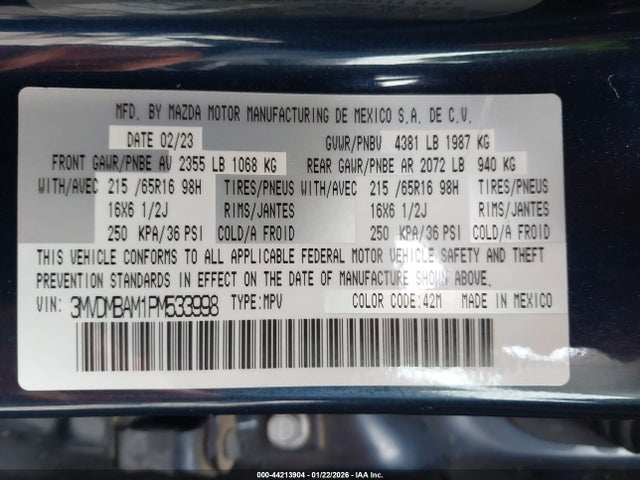 MFD. BY MAZDA MOTOR MANUFACTURING DE MEXICO S.A. DE C.V.
DATE 02/23 GVWR/PNBV 4381 LB 1987 KG
FRONT GAWR/PNBE AV 2355 LB 1068 KG REAR GAWR/PNBE AR 2072 LB 940 KG
WITH/AVEC 215 /65R16 98H TIRES/PNEUS WITH/AVEC 215 /65R16 98H TIRES/PNEUS
16X6 1/2J RIMS/JANTES 16X6 1/2J RIMS/JANTES
250 KPA/36 PSI COLD/A FROID 250 KPA/36 PSI COLD/A FROID
THIS VEHICLE CONFORMS TO ALL APPLICABLE FEDERAL MOTOR VEHICLE SAFETY AND THEFT
PREVENTION STANDARDS IN EFFECT ON THE DATE OF MANUFACTURE SHOWN ABOVE.
VIN: 3MVDMBAM1PM533998 TYPE:MPV COLOR CODE:42M MADE IN MEXICO
000-44213904 | 01/22/2026 | IAA Inc.